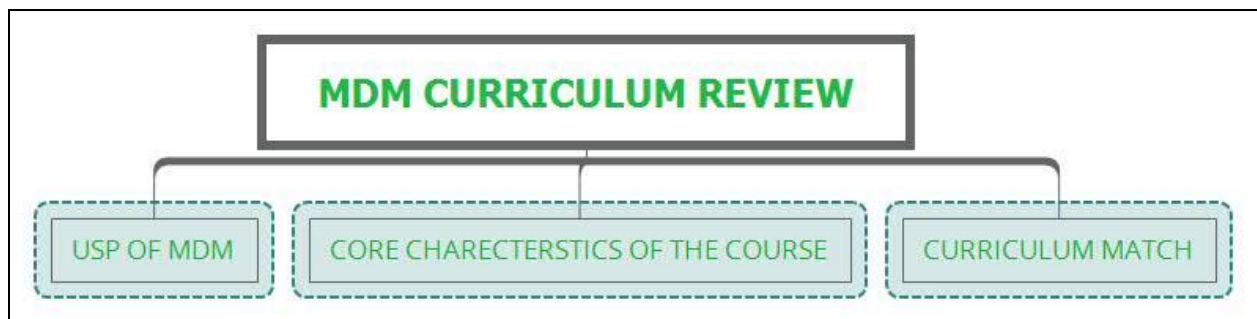 MDM CURRICULUM REVIEW
USP OF MDM
CORE CHARECTERSTICS OF THE COURSE
CURRICULUM MATCH